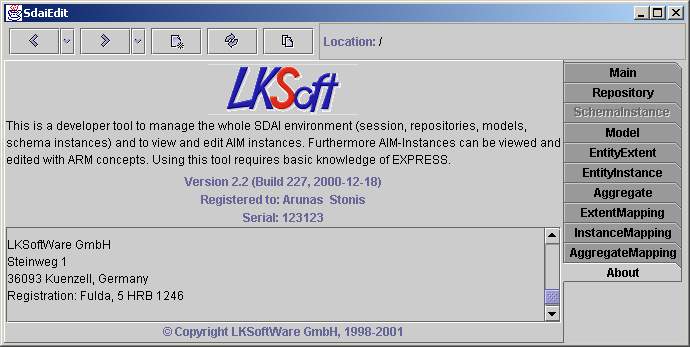 SdaiEdit
Location: /
LKSoft
This is a developer tool to manage the whole SDAI environment (session, repositories, models,
schema instances) and to view and edit AIM instances. Furthermore AIM-Instances can be viewed and
edited with ARM concepts. Using this tool requires basic knowledge of EXPRESS.
Version 2.2 (Build 227, 2000-12-18)
Registered to: Arunas Stonis
Serial: 123123
LKSoftWare GmbH
Steinweg 1
36093 Kuenzell, Germany
Registration: Fulda, 5 HRB 1246
© Copyright LKSoftWare GmbH, 1998-2001
Main
Repository
SchemaInstance
Model
EntityExtent
EntityInstance
Aggregate
ExtentMapping
InstanceMapping
AggregateMapping
About